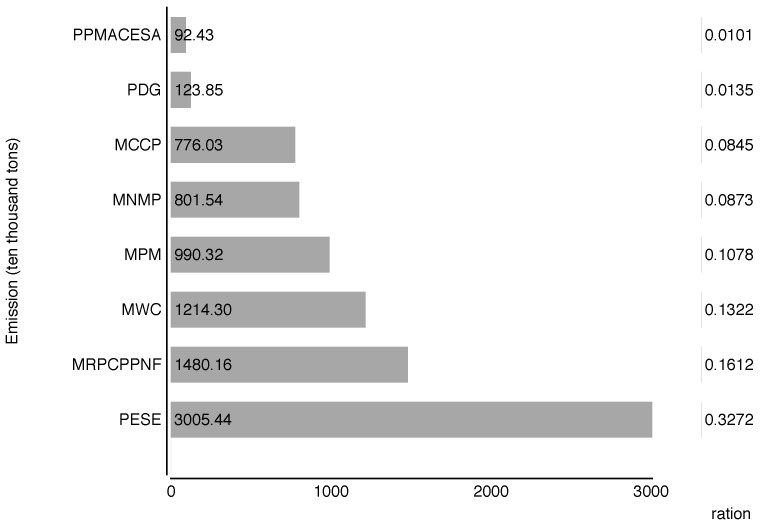 PPMACESA 92.43 0.0101
PDG 123.85 0.0135
MCCP 776.03 0.0845
MNMP 801.54 0.0873
MPM 990.32 0.1078
MWC 1214.30 0.1322
MRPCPPNF 1480.16 0.1612
PESE 3005.44 0.3272
Emission (ten thousand tons)
0 1000 2000 3000
ration